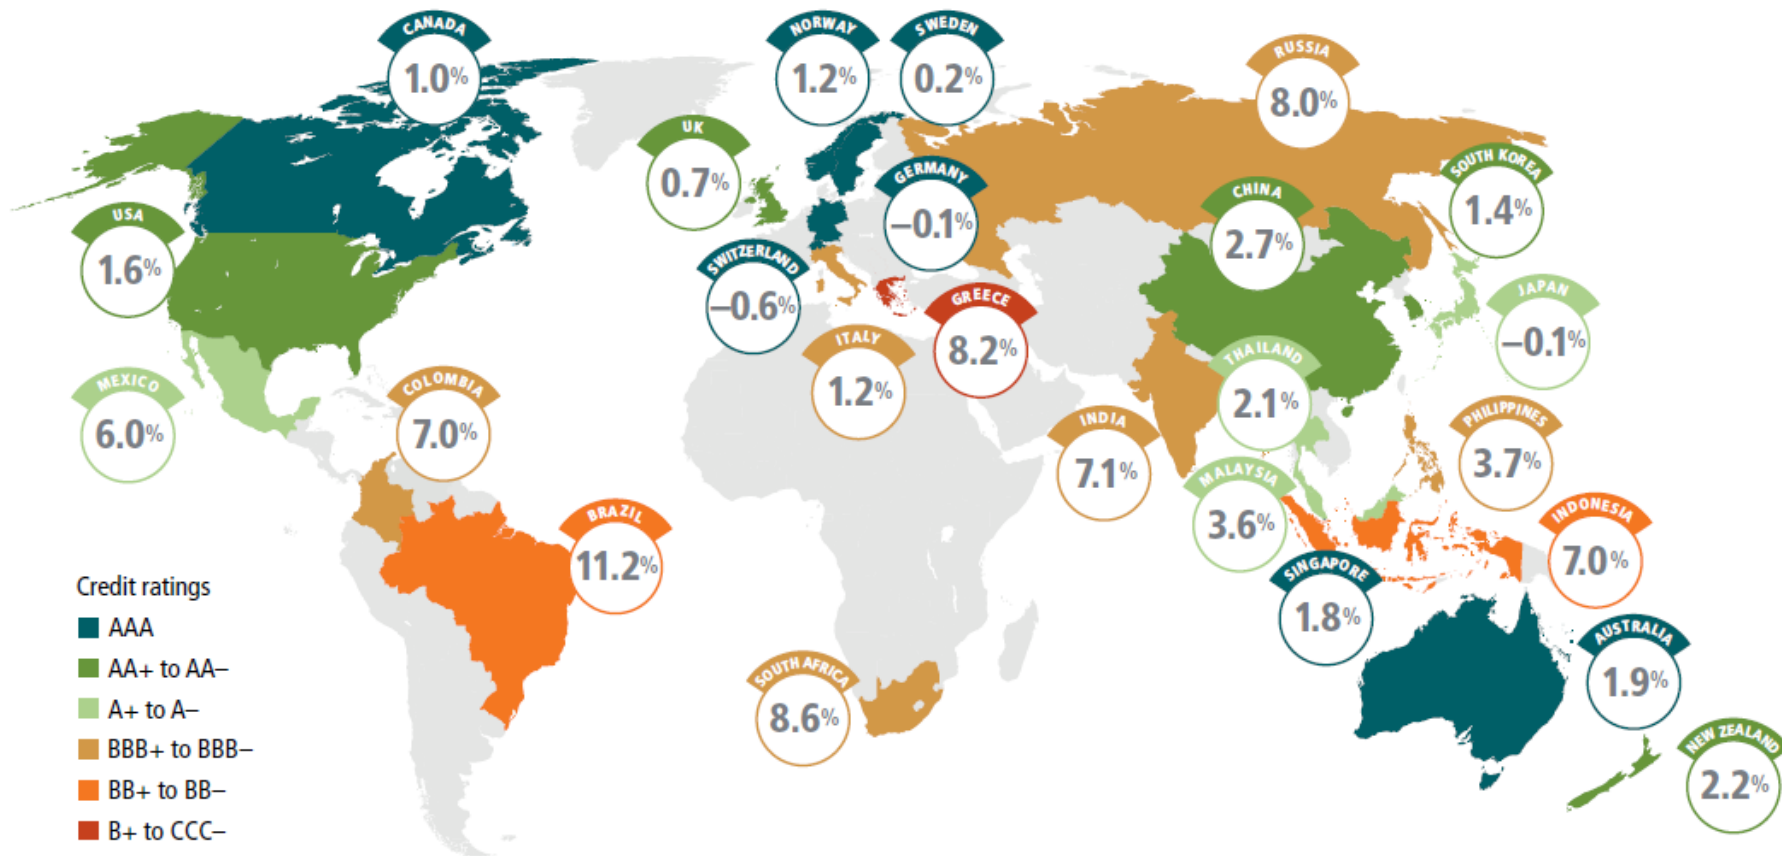 CANADA
1.0%
NORWAY
1.2%
SWEDEN
0.2%
RUSSIA
8.0%
UK
0.7%
GERMANY
–0.1%
CHINA
2.7%
SOUTH KOREA
1.4%
USA
1.6%
SWITZERLAND
–0.6%
GREECE
8.2%
JAPAN
–0.1%
MEXICO
6.0%
COLOMBIA
7.0%
ITALY
1.2%
THAILAND
2.1%
INDIA
7.1%
PHILIPPINES
3.7%
MALAYSIA
3.6%
BRAZIL
11.2%
INDONESIA
7.0%
SINGAPORE
1.8%
AUSTRALIA
1.9%
SOUTH AFRICA
8.6%
NEW ZEALAND
2.2%
Credit ratings
AAA
AA+ to AA–
A+ to A–
BBB+ to BBB–
BB+ to BB–
B+ to CCC–